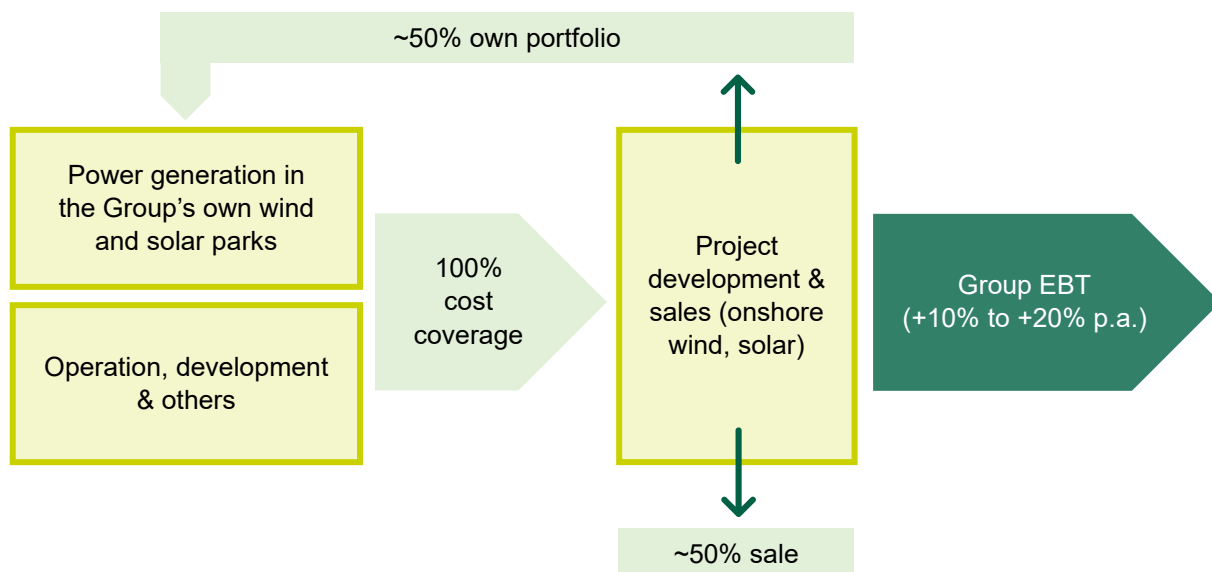 ~50% own portfolio
Power generation in
the Group’s own wind
and solar parks
Operation, development
& others
100%
cost
coverage
Project
development &
sales (onshore
wind, solar)
Group EBT
(+10% to +20% p.a.)
~50% sale